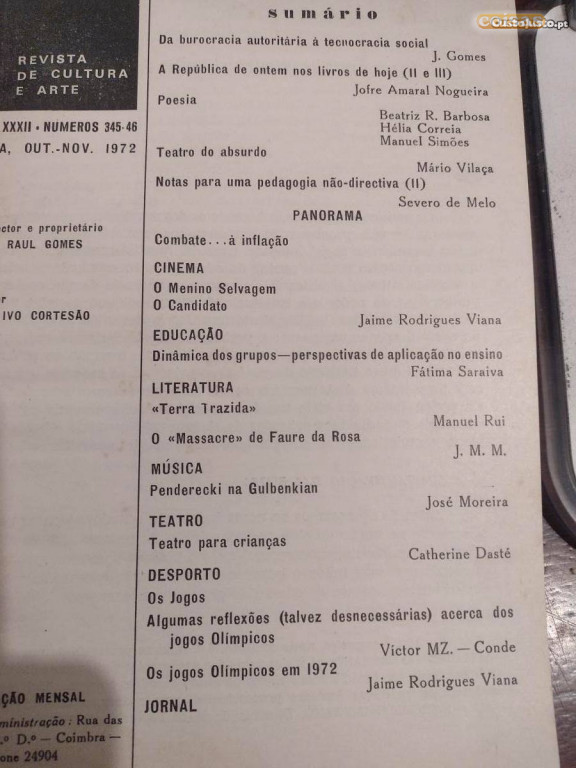 REVISTA
DE CULTURA
E ARTE
XXXII • NUMEROS 345-46
A, OUT.-NOV. 1972
ctor e proprietário
RAUL GOMES
IVO CORTESÃO
ÇÃO MENSAL
ministração: Rua das
.º D.º — Coimbra —
one 24904
sumário
Da burocracia autoritária à tecnocracia social
J. Gomes
A República de ontem nos livros de hoje (II e III)
Jofre Amaral Nogueira
Poesia
Beatriz R. Barbosa
Hélia Correia
Manuel Simões
Teatro do absurdo
Mário Vilaça
Notas para uma pedagogia não-directiva (II)
Severo de Melo
PANORAMA
Combate...à inflação
CINEMA
O Menino Selvagem
O Candidato
Jaime Rodrigues Viana
EDUCAÇÃO
Dinâmica dos grupos—perspectivas de aplicação no ensino
Fátima Saraiva
LITERATURA
«Terra Trazida»
Manuel Rui
O «Massacre» de Faure da Rosa
J. M. M.
MÚSICA
Penderecki na Gulbenkian
José Moreira
TEATRO
Teatro para crianças
Catherine Dasté
DESPORTO
Os Jogos
Algumas reflexões (talvez desnecessárias) acerca dos
jogos Olímpicos
Victor MZ. — Conde
Os jogos Olímpicos em 1972
Jaime Rodrigues Viana
JORNAL
CustoJusto.pt